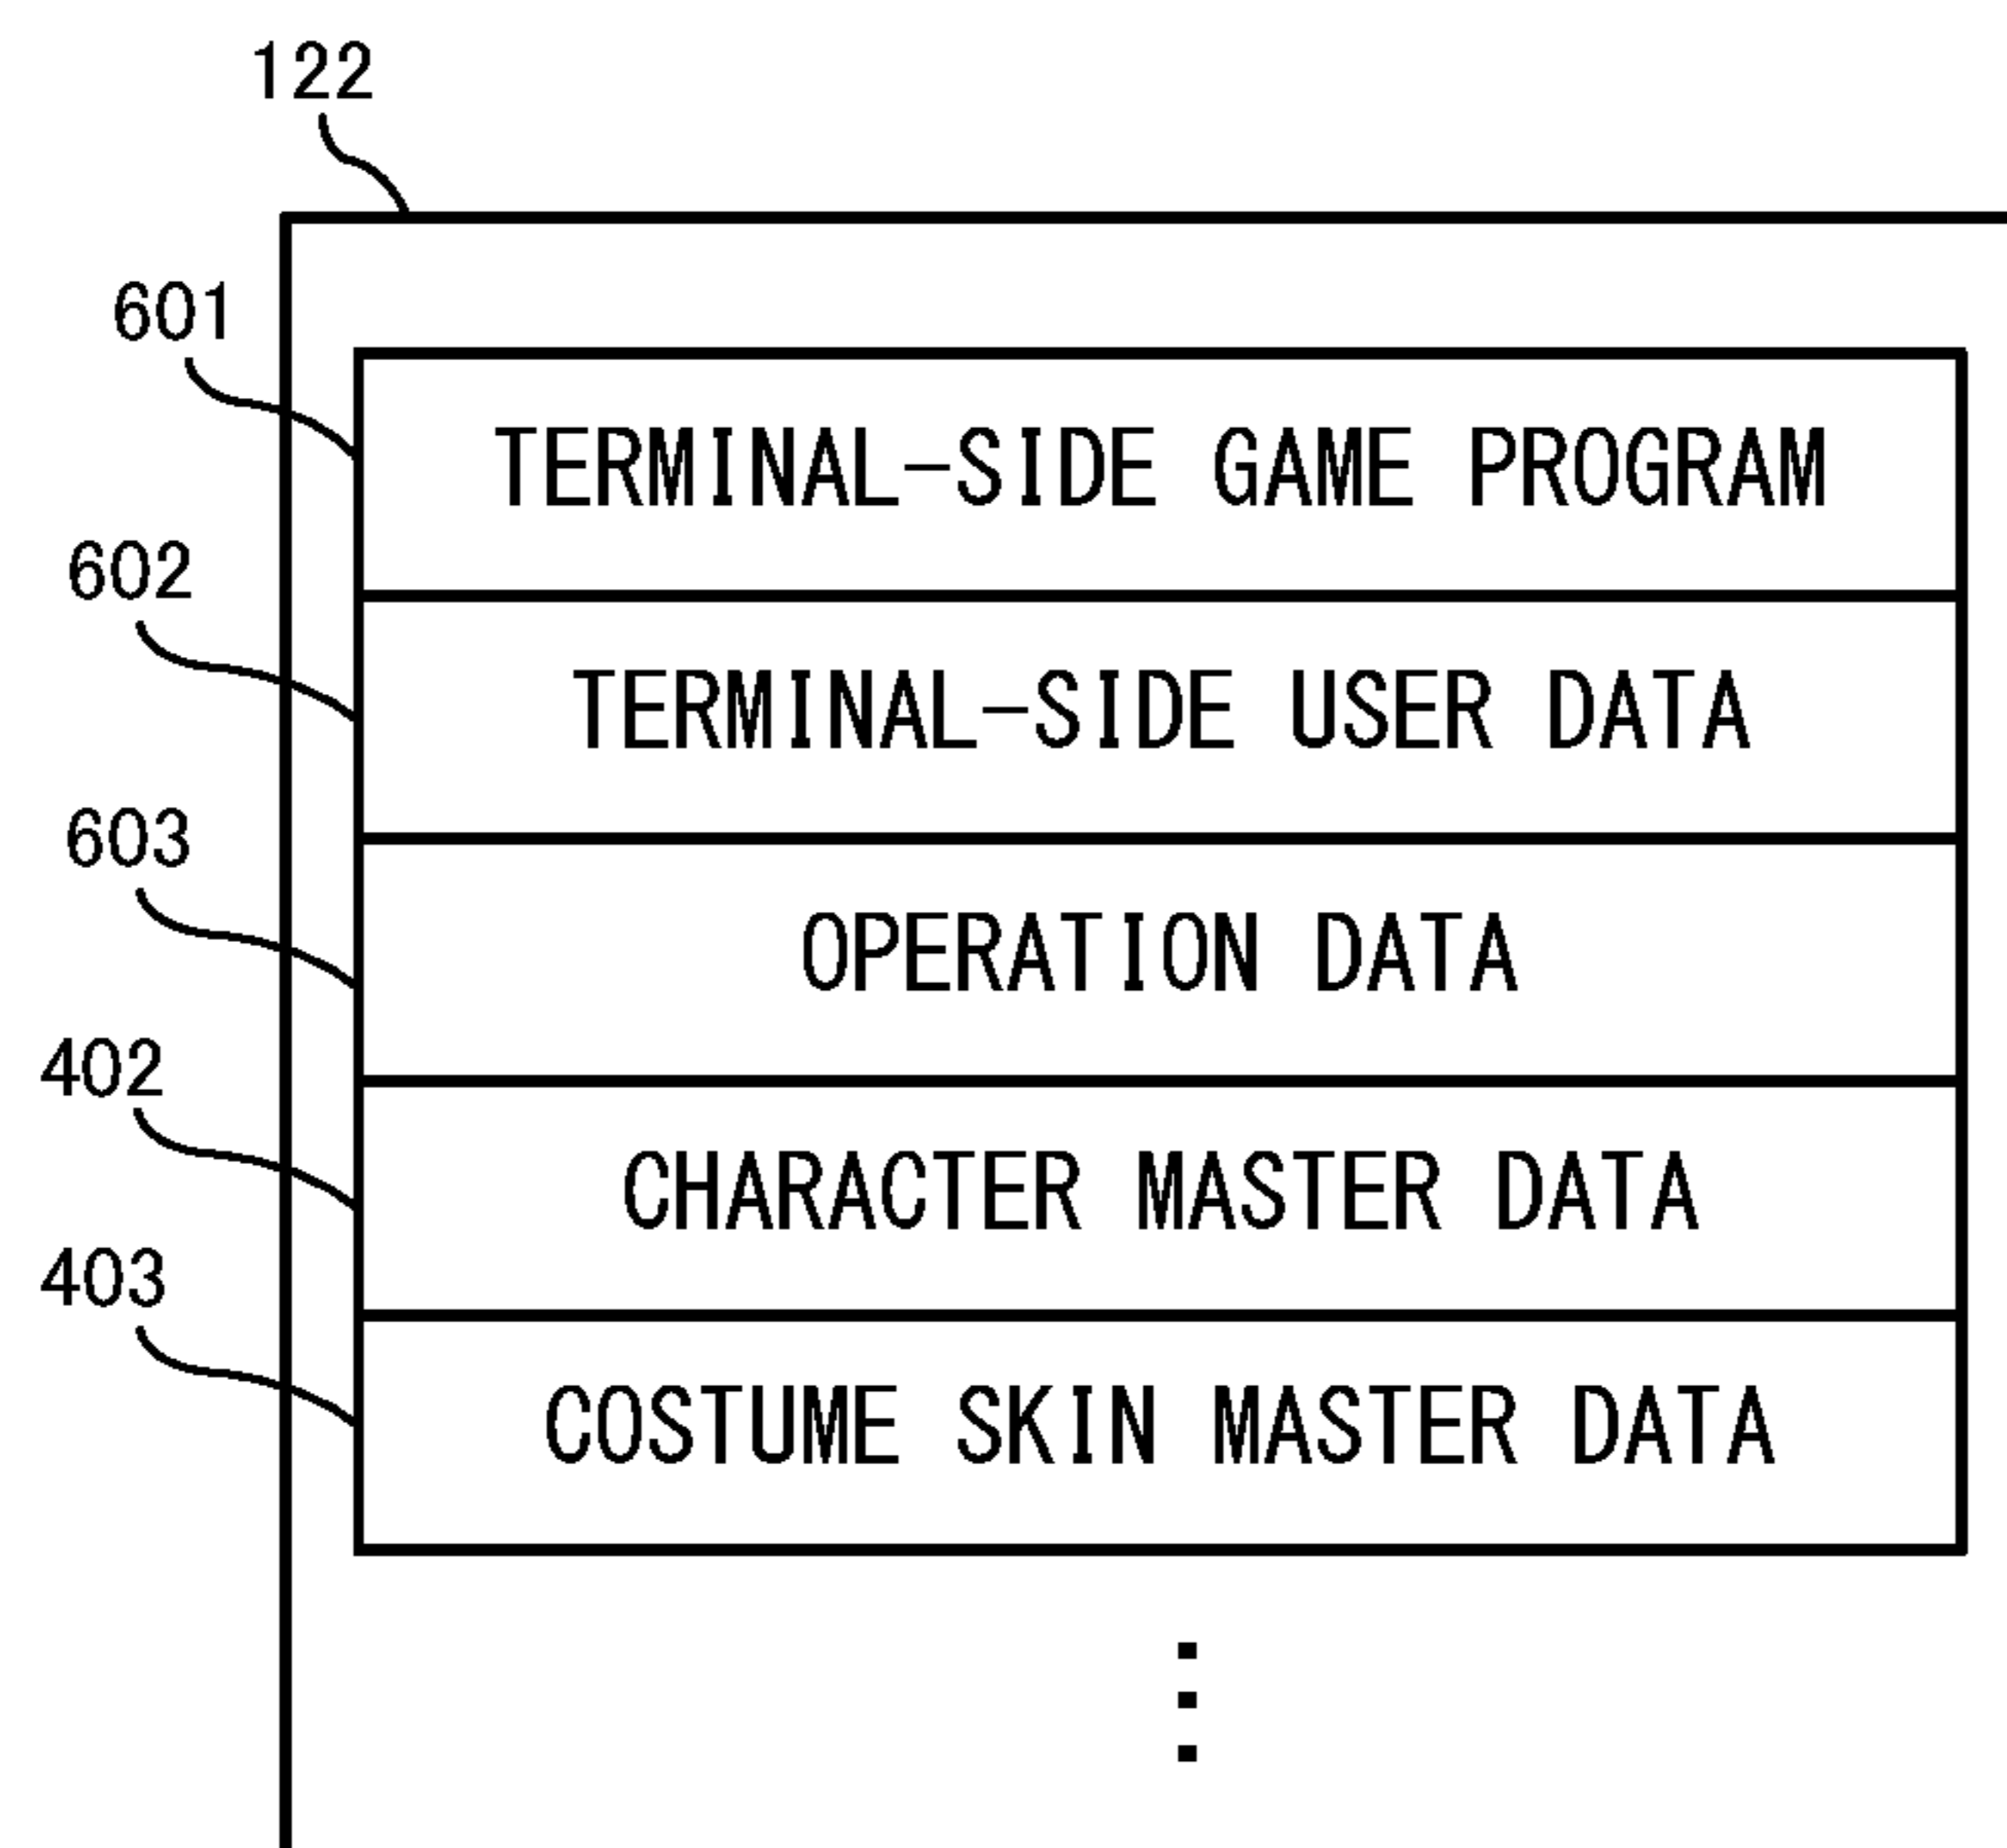 122
601
TERMINAL-SIDE GAME PROGRAM
602
TERMINAL-SIDE USER DATA
603
OPERATION DATA
402
CHARACTER MASTER DATA
403
COSTUME SKIN MASTER DATA